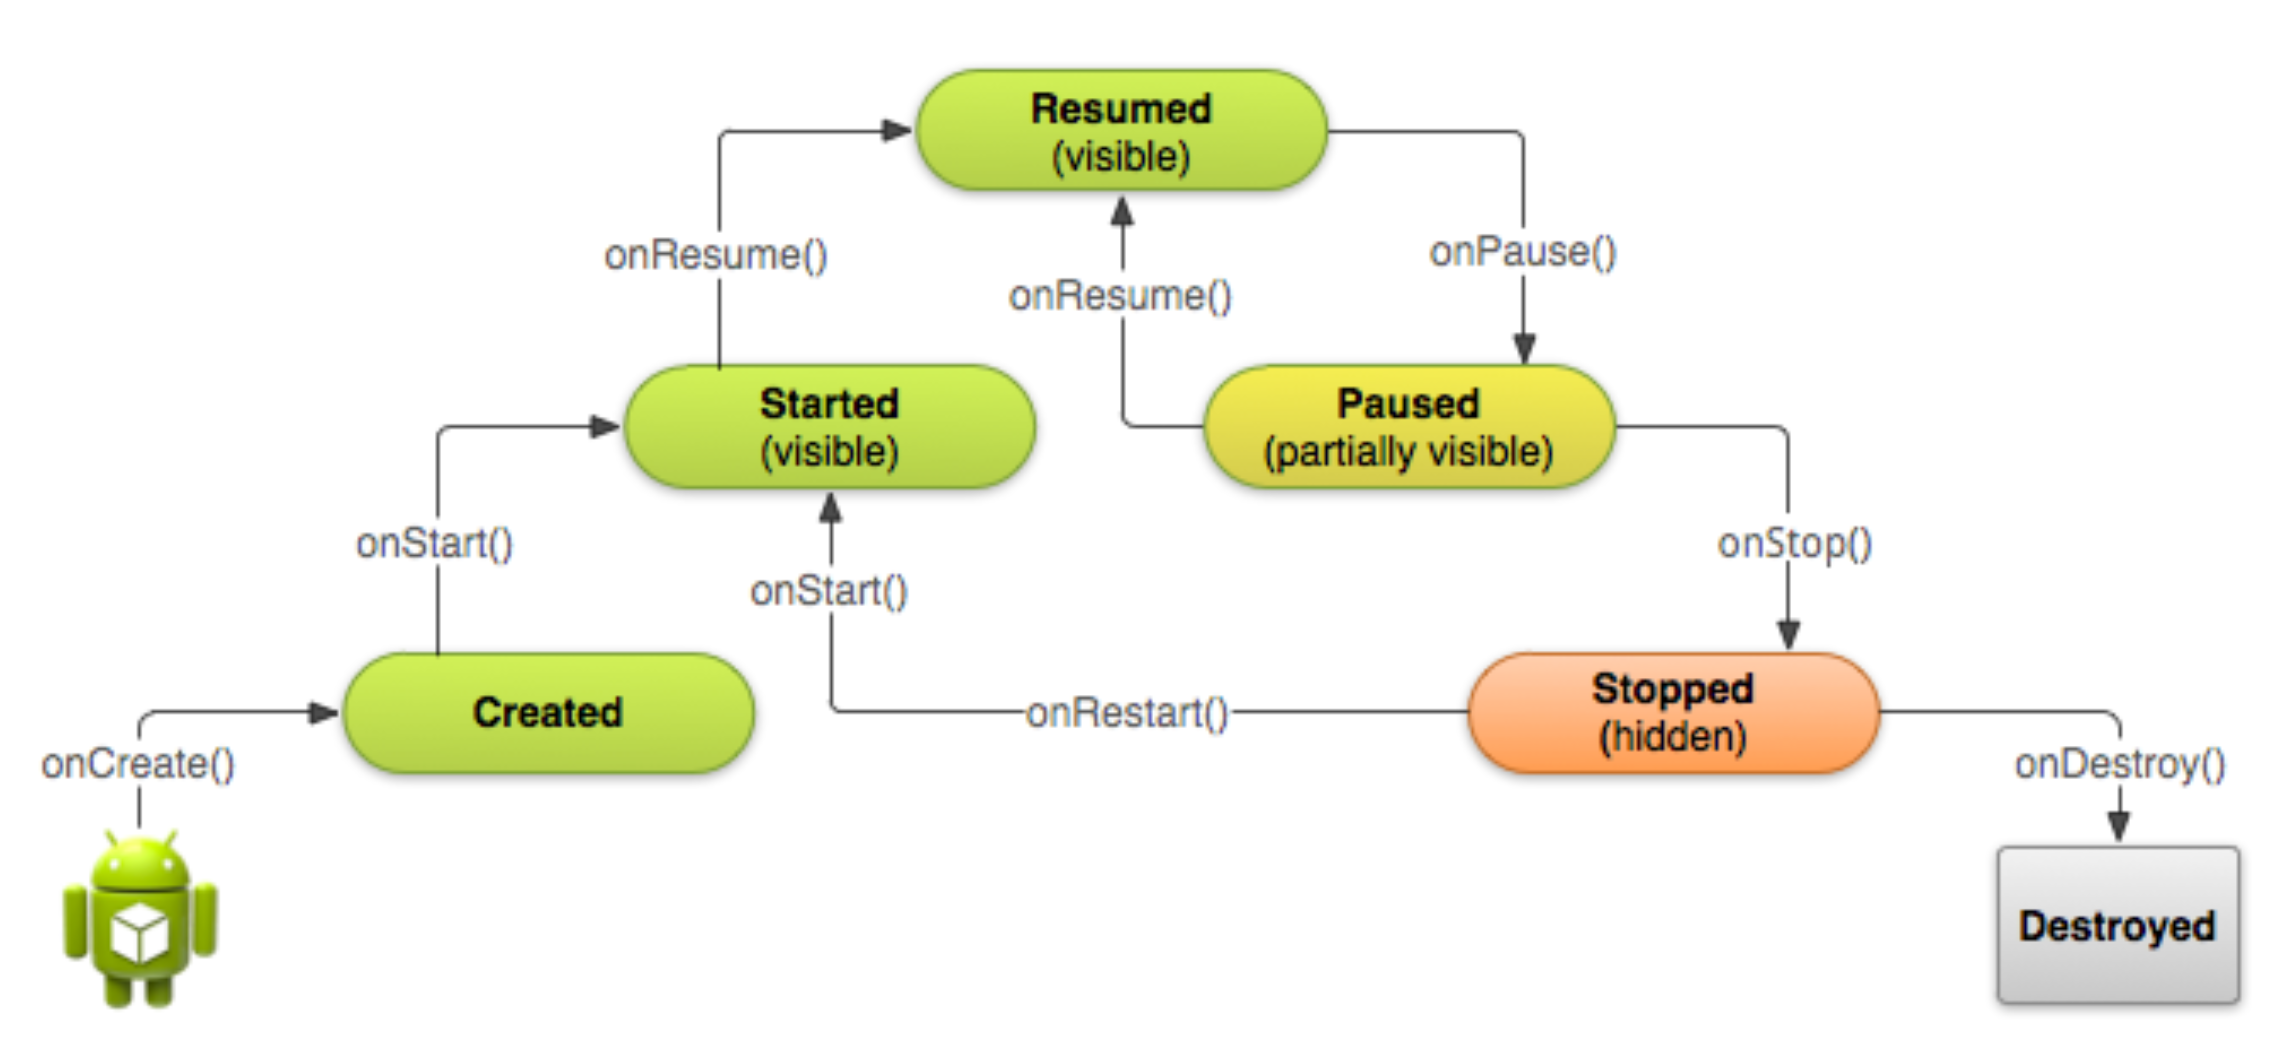 Resumed
(visible)
onResume()
onPause()
onResume()
Started
(visible)
Paused
(partially visible)
onStart()
onStop()
onStart()
Created
onRestart()
Stopped
(hidden)
onCreate()
onDestroy()
Destroyed